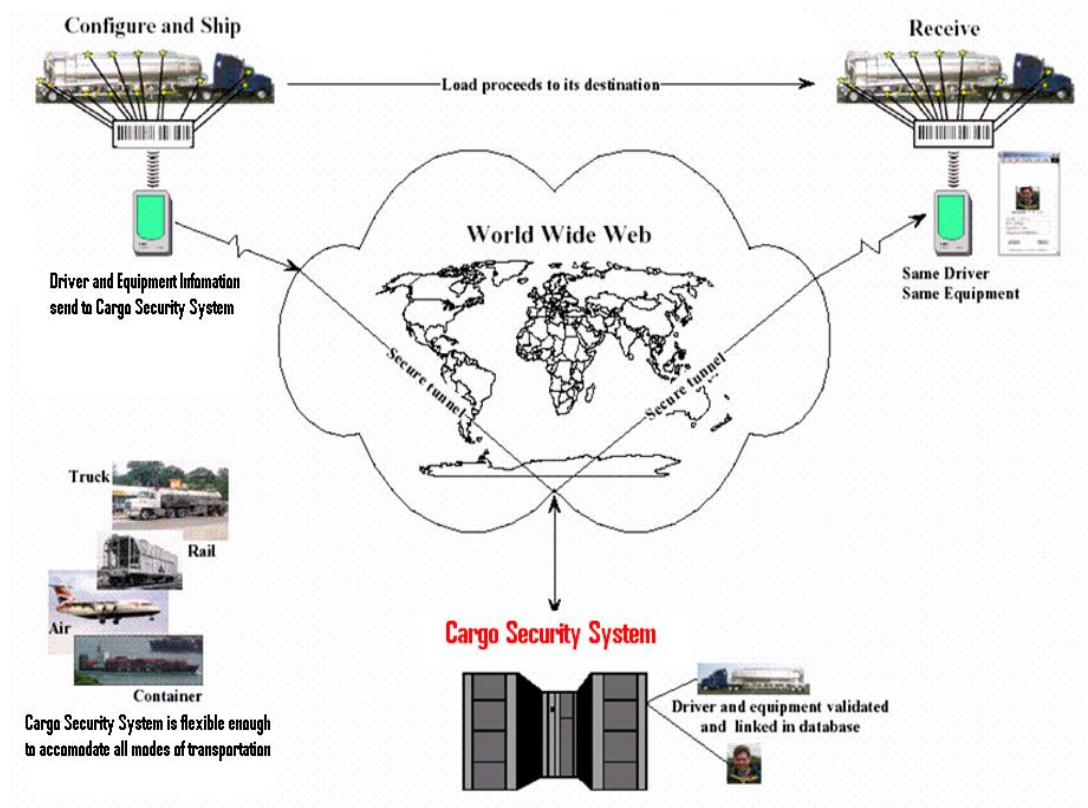 Configure and Ship
Receive
Load proceeds to its destination
World Wide Web
Driver and Equipment Infomation
send to Cargo Security System
Same Driver
Same Equipment
Secure tunnel
Secure tunnel
Truck
Rail
Air
Container
Cargo Security System is flexible enough
to accomodate all modes of transportation
Cargo Security System
Driver and equipment validated
and linked in database